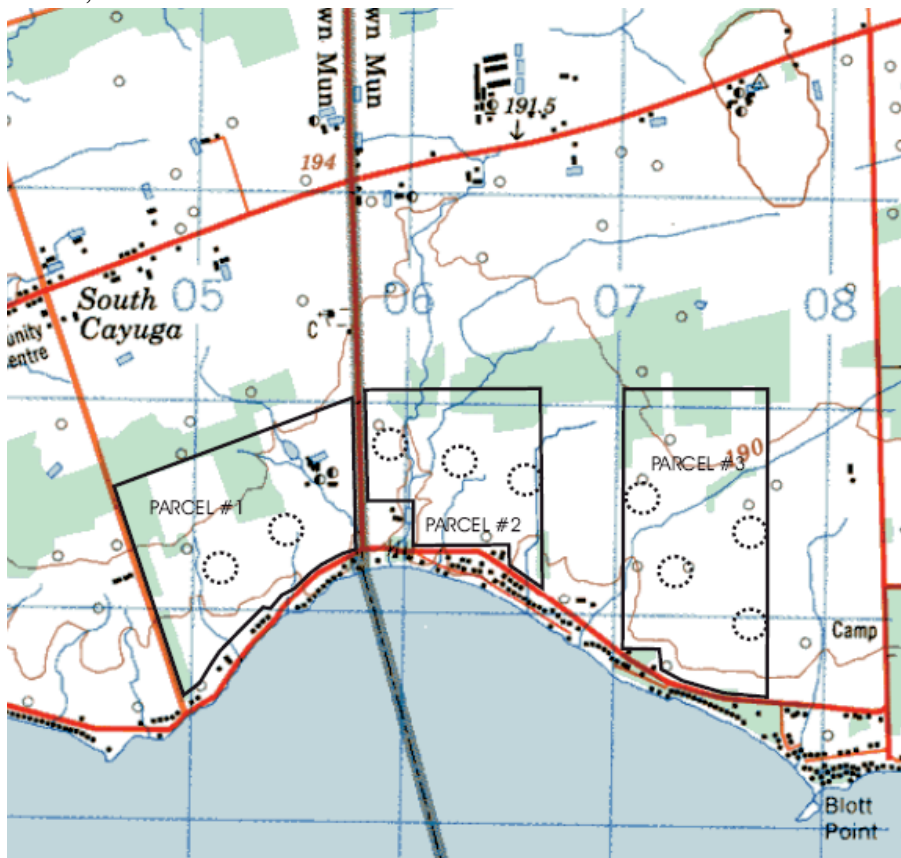 wn Mun
wn Mun
191.5
194
South
Cayuga
05
06
07
08
unity
entre
C
190
PARCEL #1
PARCEL #2
PARCEL #3
Camp
Blott
Point